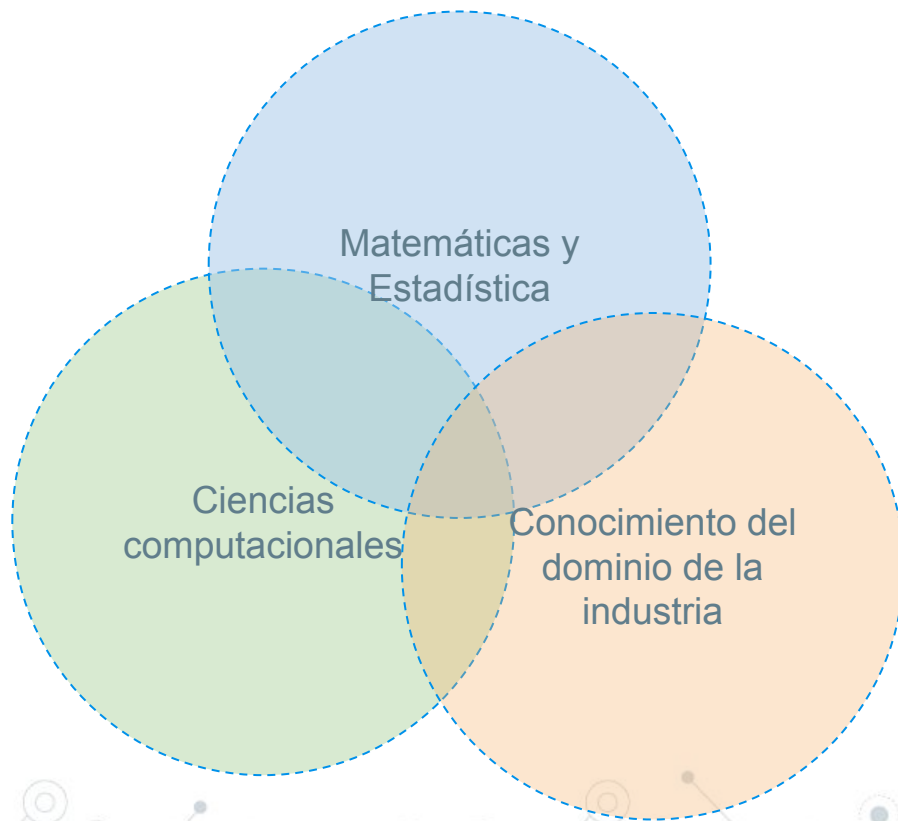 Matemáticas y
Estadística
Ciencias
computacionales
Conocimiento del
dominio de la
industria